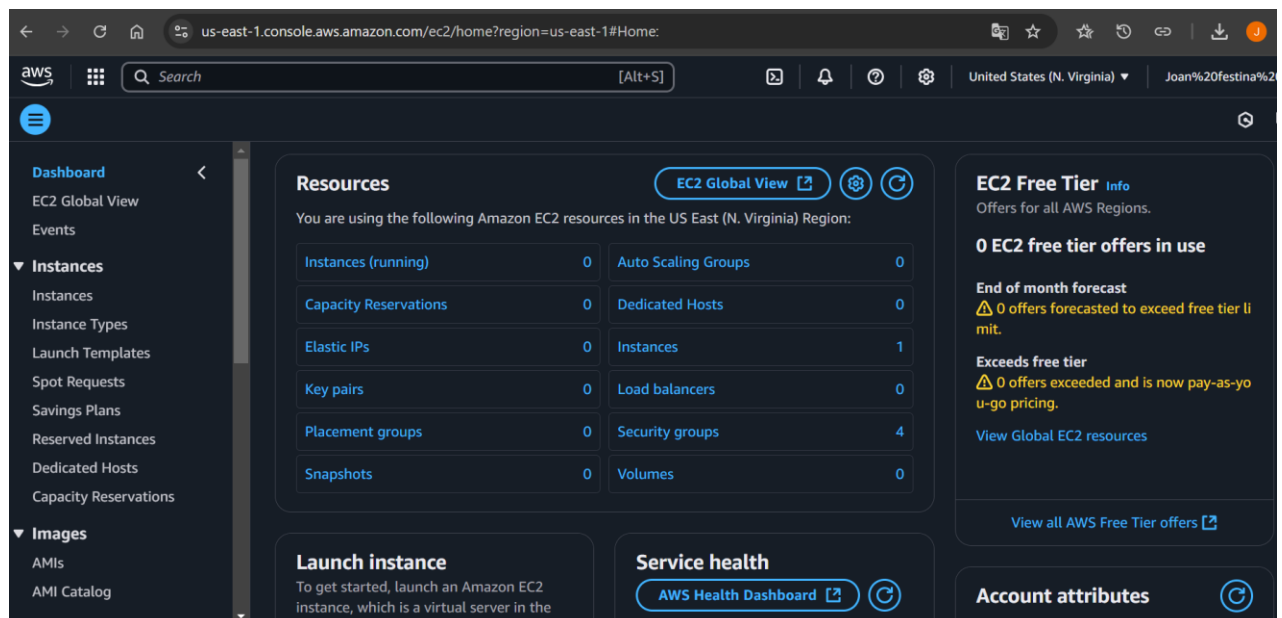 us-east-1.console.aws.amazon.com/ec2/home?region=us-east-1#Home:
J
aws
Search
[Alt+S]
United States (N. Virginia)
Joan%20festina%2
Dashboard
EC2 Global View
Events
Instances
Instances
Instance Types
Launch Templates
Spot Requests
Savings Plans
Reserved Instances
Dedicated Hosts
Capacity Reservations
Images
AMIs
AMI Catalog
Resources
EC2 Global View
You are using the following Amazon EC2 resources in the US East (N. Virginia) Region:
Instances (running) 0 Auto Scaling Groups 0
Capacity Reservations 0 Dedicated Hosts 0
Elastic IPs 0 Instances 1
Key pairs 0 Load balancers 0
Placement groups 0 Security groups 4
Snapshots 0 Volumes 0
Launch instance
To get started, launch an Amazon EC2
instance, which is a virtual server in the
Service health
AWS Health Dashboard
EC2 Free Tier Info
Offers for all AWS Regions.
0 EC2 free tier offers in use
End of month forecast
0 offers forecasted to exceed free tier li
mit.
Exceeds free tier
0 offers exceeded and is now pay-as-yo
u-go pricing.
View Global EC2 resources
View all AWS Free Tier offers
Account attributes